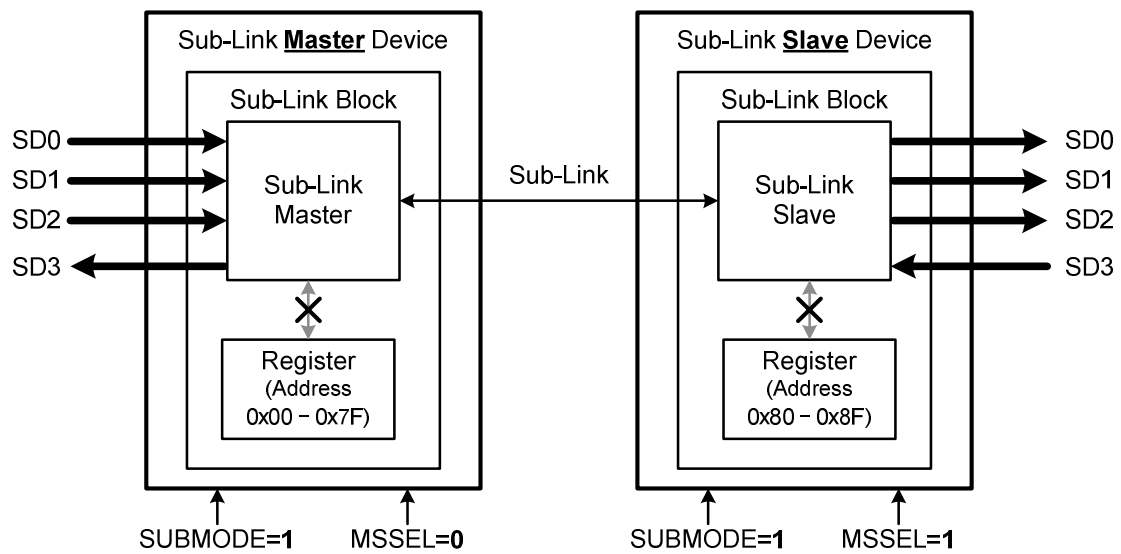 Sub-Link Master Device
Sub-Link Block
SD0
SD1
SD2
SD3
Sub-Link
Master
Register
(Address
0x00 – 0x7F)
SUBMODE=1
MSSEL=0
Sub-Link
Sub-Link Slave Device
Sub-Link Block
Sub-Link
Slave
SD0
SD1
SD2
SD3
Register
(Address
0x80 – 0x8F)
SUBMODE=1
MSSEL=1